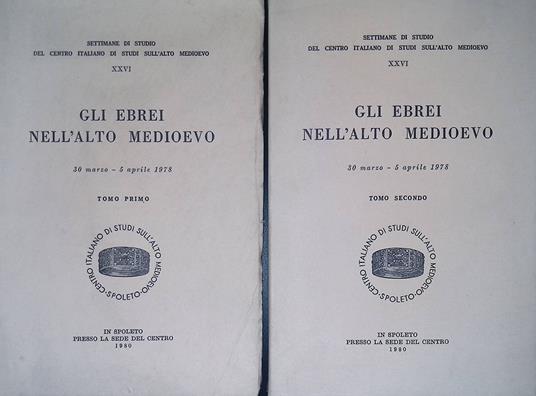 SETTIMANE DI STUDIO
DEL CENTRO ITALIANO DI STUDI SULL'ALTO MEDIOEVO
XXVI
GLI EBREI
NELL'ALTO MEDIOEVO
30 marzo - 5 aprile 1978
TOMO PRIMO
CENTRO ITALIANO DI STUDI SULL'ALTO MEDIOEVO
·SPOLETO·
IN SPOLETO
PRESSO LA SEDE DEL CENTRO
1980
SETTIMANE DI STUDIO
DEL CENTRO ITALIANO DI STUDI SULL'ALTO MEDIOEVO
XXVI
GLI EBREI
NELL'ALTO MEDIOEVO
30 marzo - 5 aprile 1978
TOMO SECONDO
CENTRO ITALIANO DI STUDI SULL'ALTO MEDIOEVO
·SPOLETO·
IN SPOLETO
PRESSO LA SEDE DEL CENTRO
1980